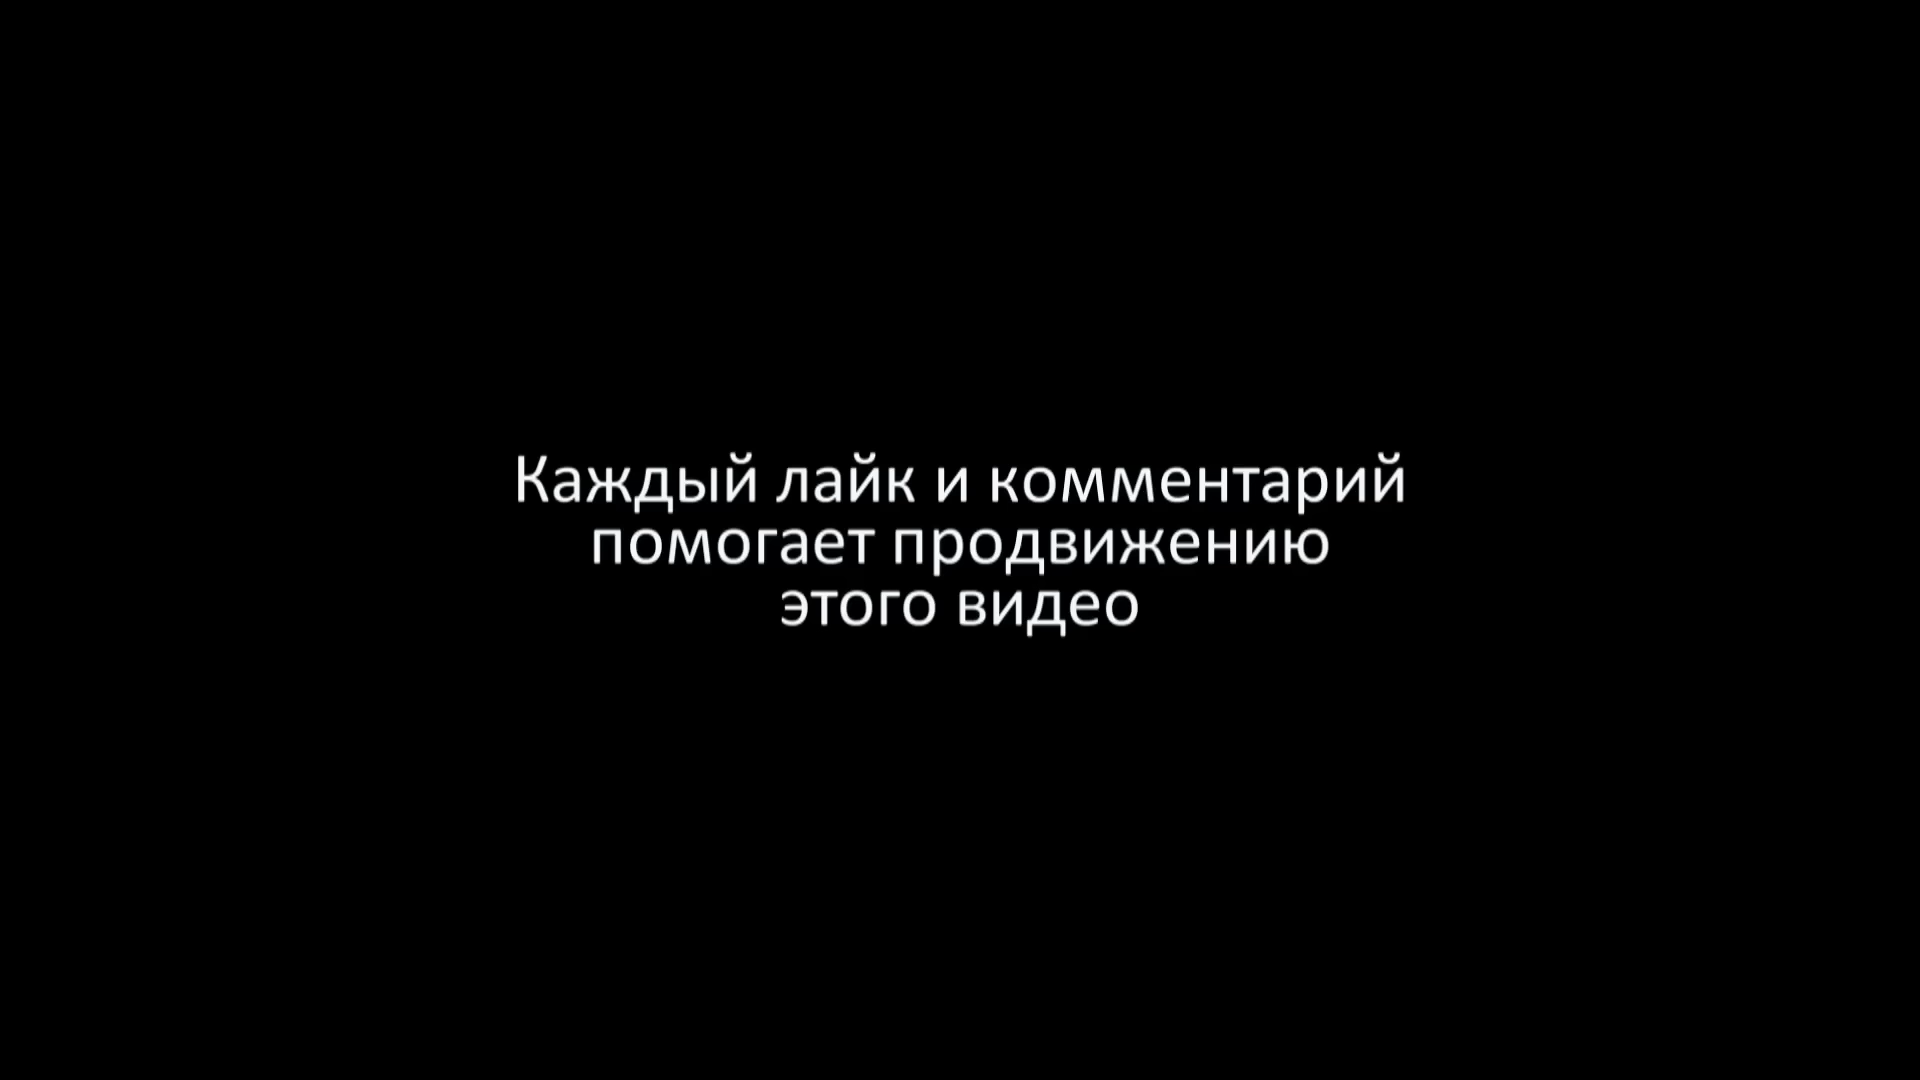 Каждый лайк и комментарий
помогает продвижению
этого видео